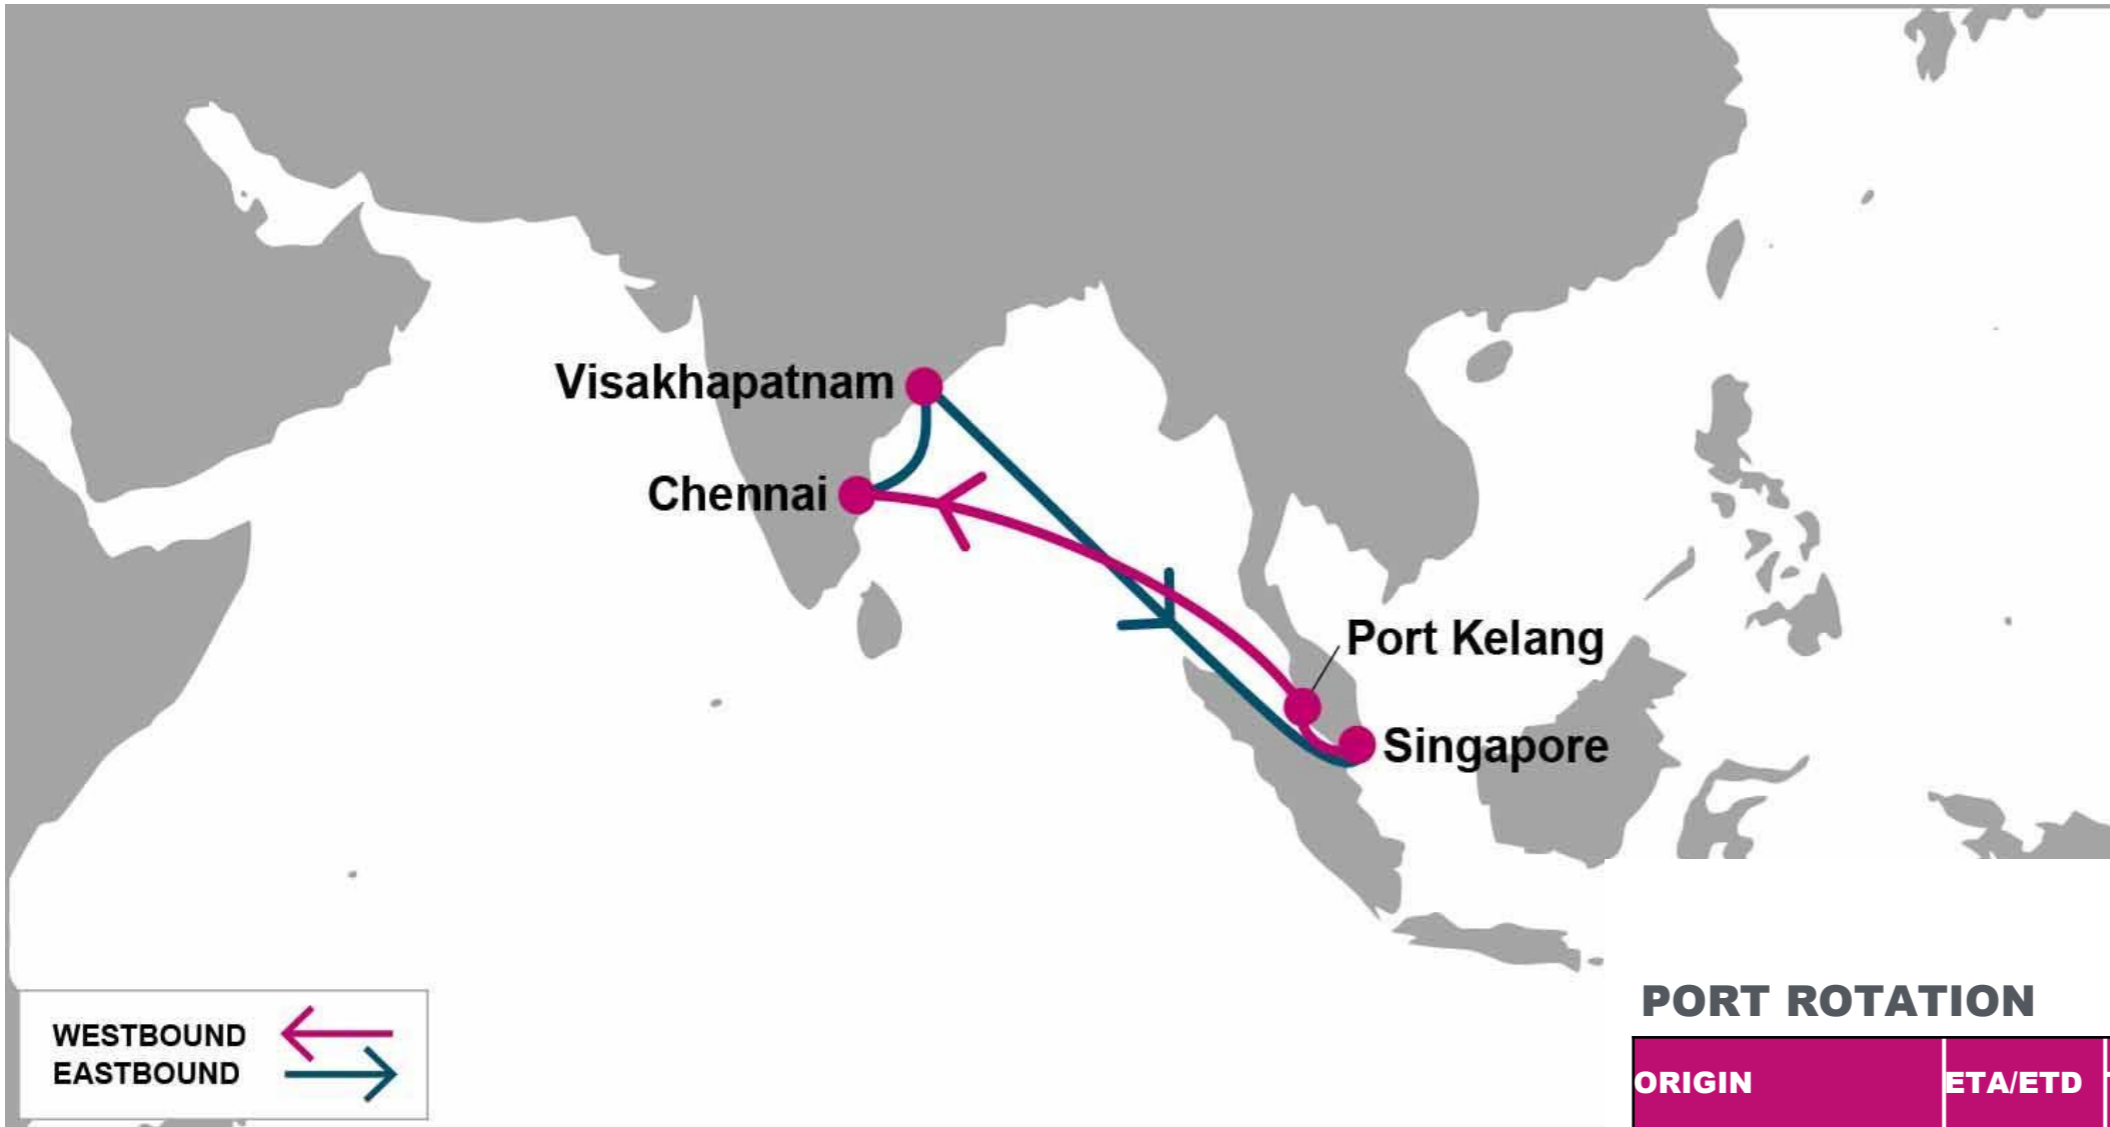 Visakhapatnam
Chennai
Port Kelang
Singapore
WESTBOUND
EASTBOUND
PORT ROTATION
ORIGIN ETA/ETD